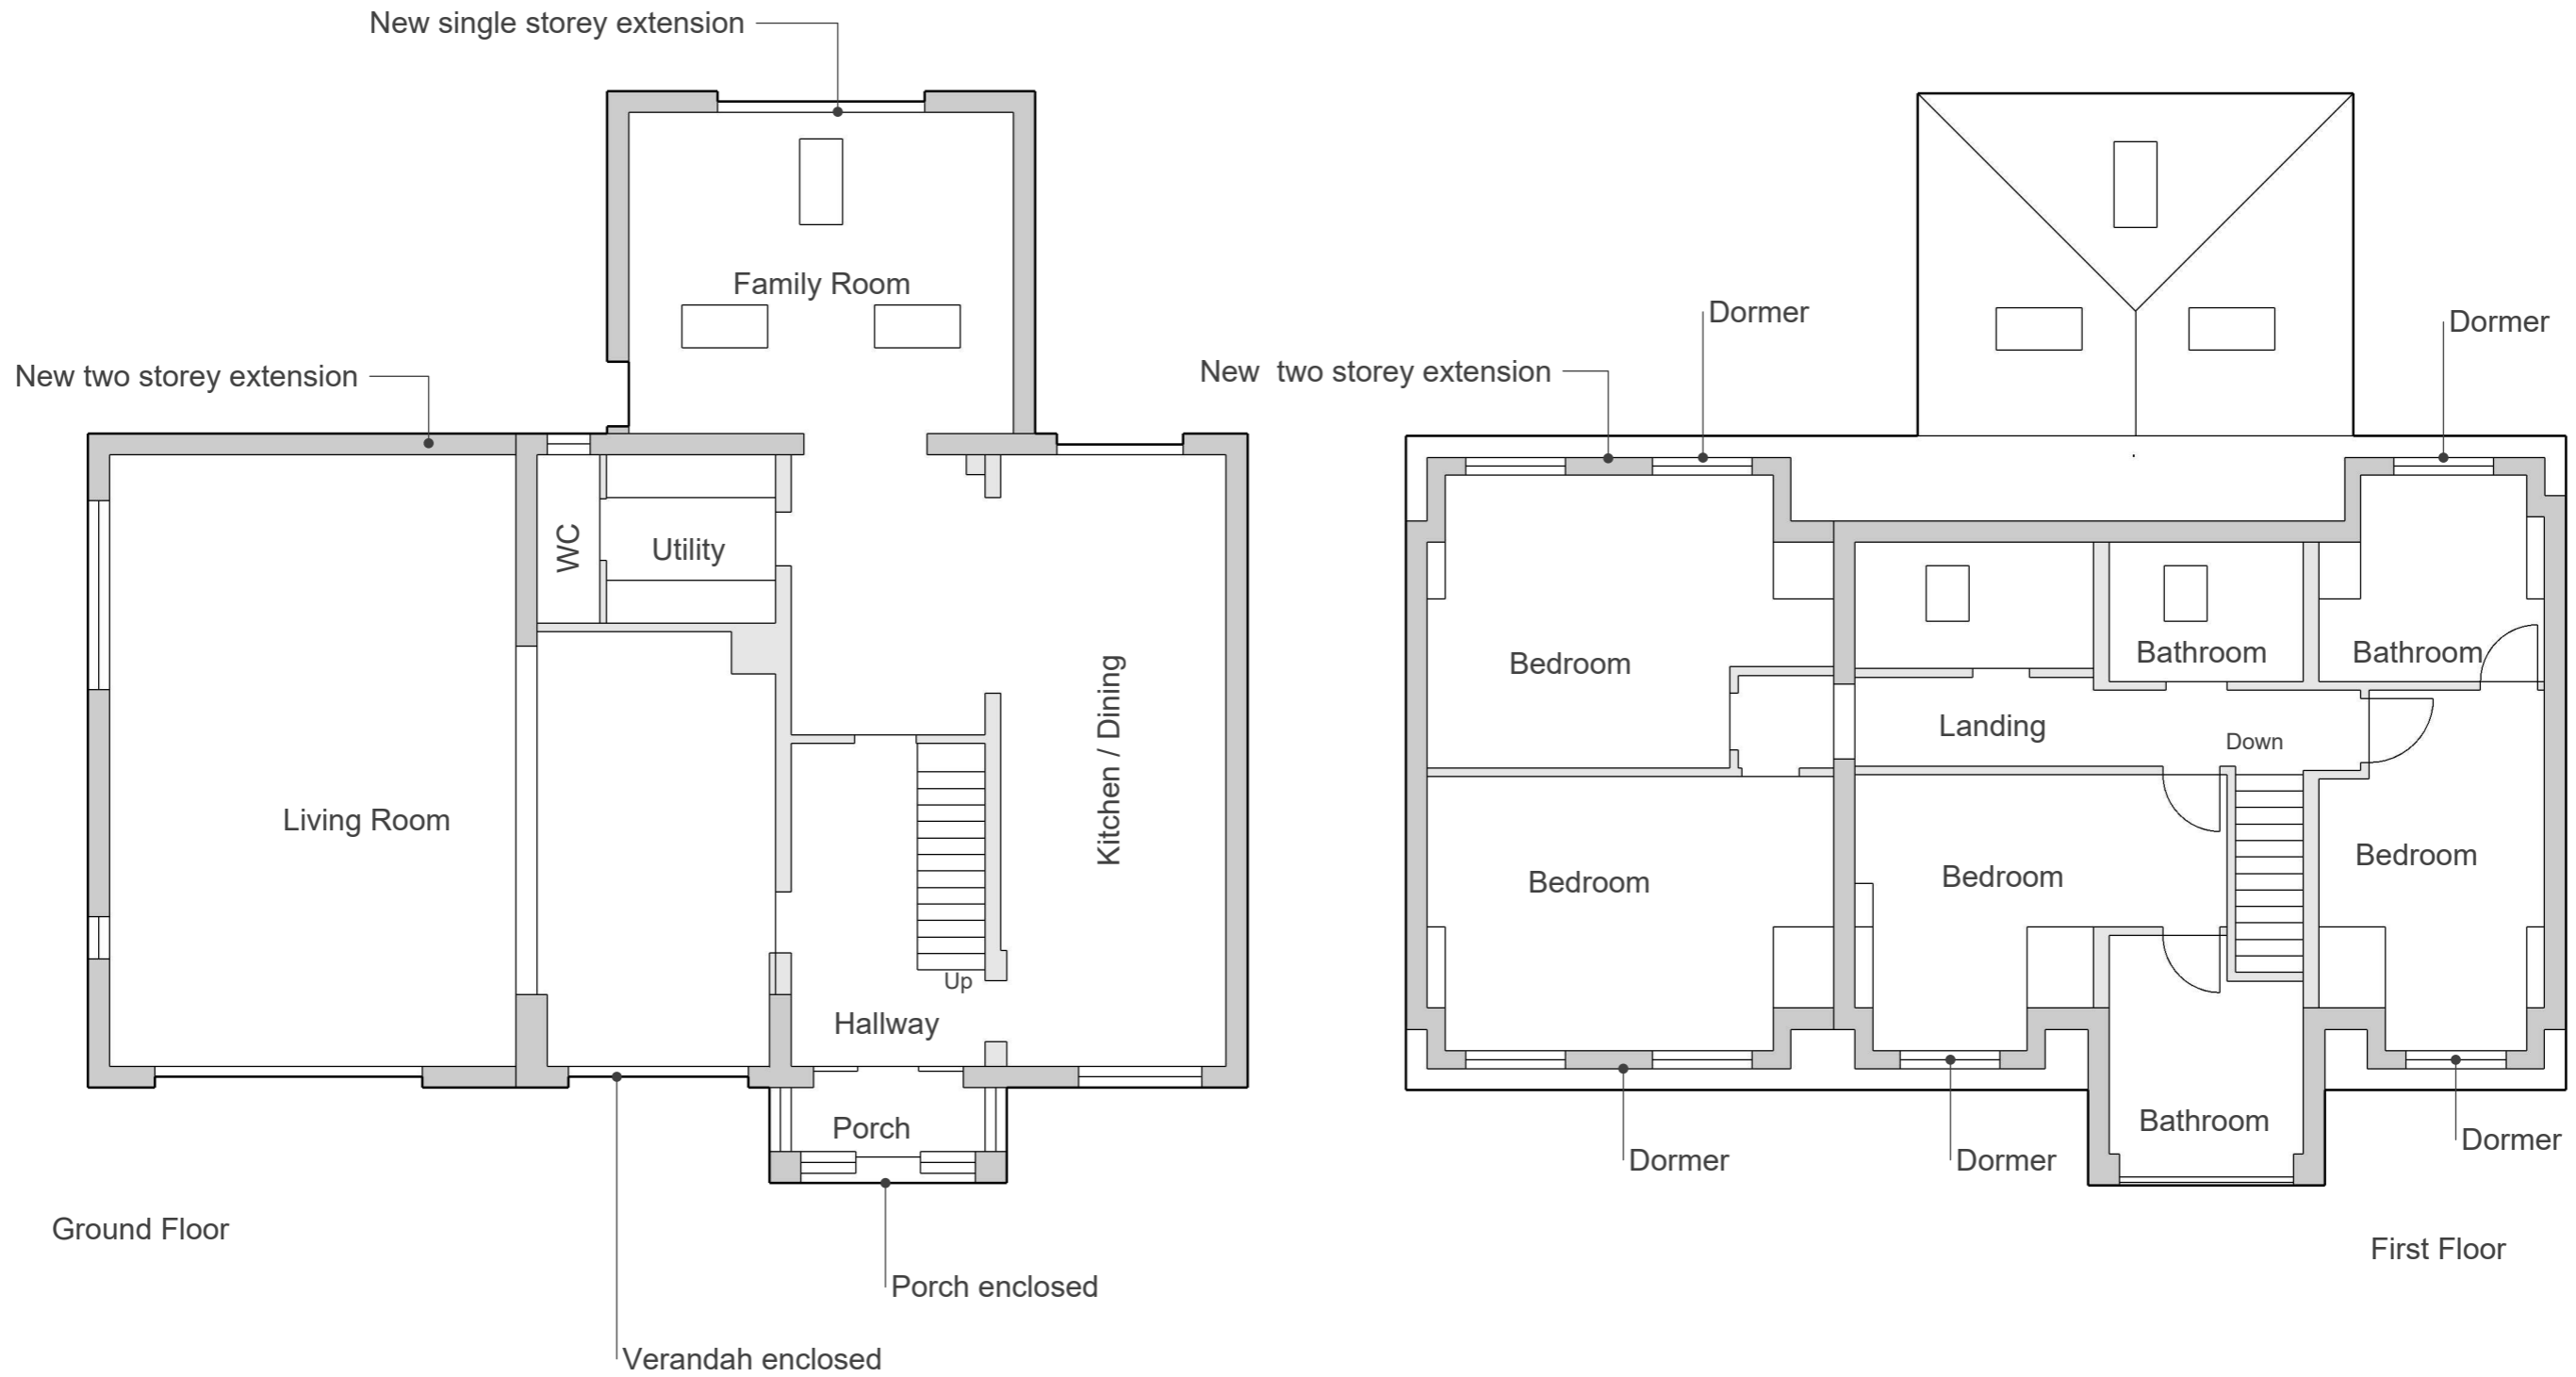 New single storey extension
Family Room
New two storey extension
WC
Utility
Living Room
Kitchen / Dining
Up
Hallway
Porch
Ground Floor
Porch enclosed
Verandah enclosed
Dormer
Dormer
New  two storey extension
Bedroom
Bathroom
Bathroom
Landing
Down
Bedroom
Bedroom
Bedroom
Bathroom
Dormer
Dormer
Dormer
First Floor